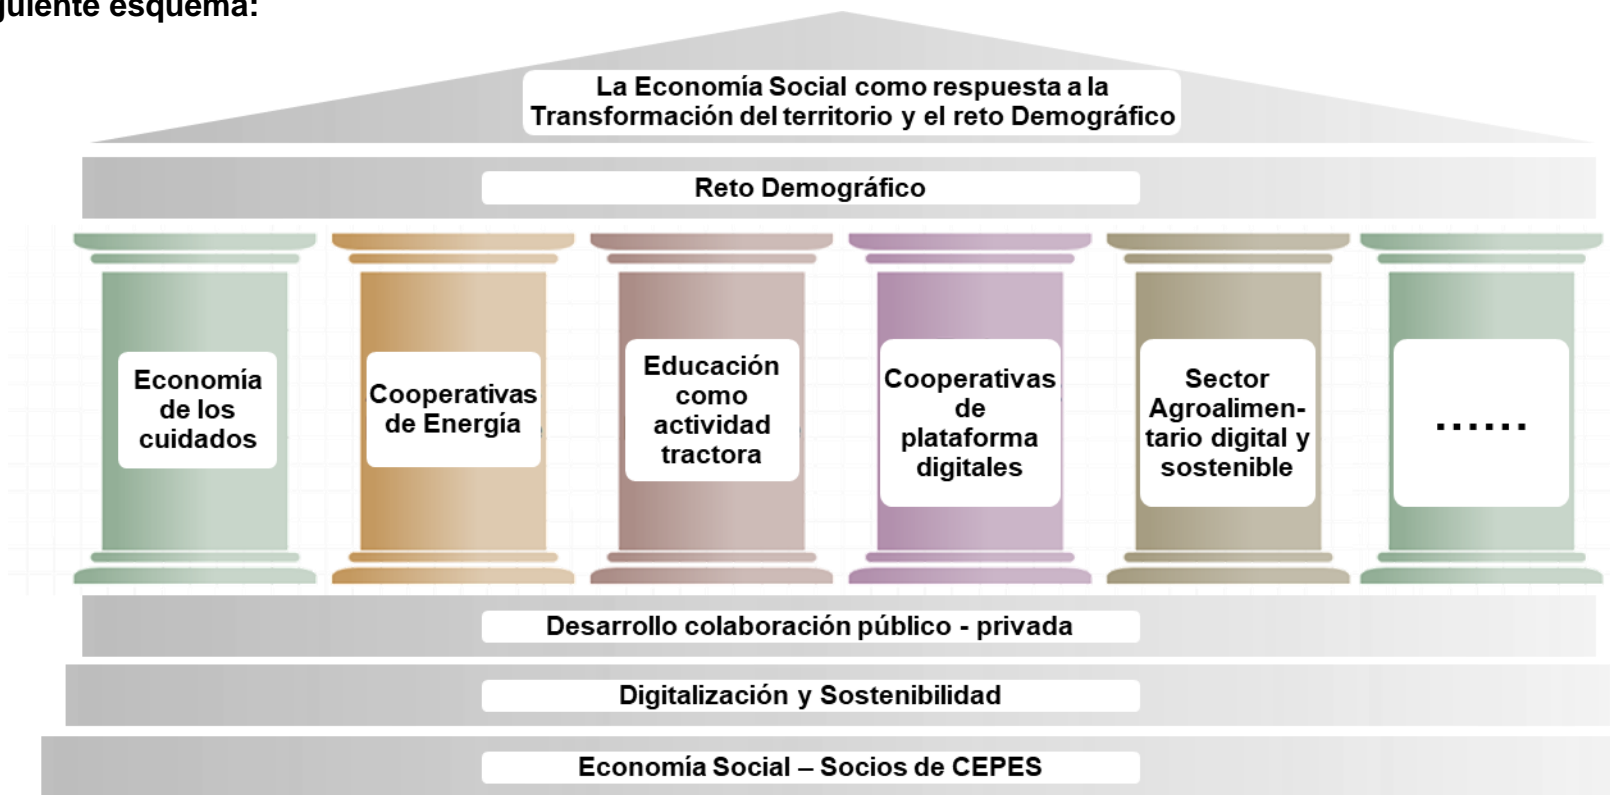 guiente esquema:
La Economía Social como respuesta a la
Transformación del territorio y el reto Demográfico
Reto Demográfico
Economía
de los
cuidados
Cooperativas
de Energía
Educación
como
actividad
tractora
Cooperativas
de
plataforma
digitales
Sector
Agroalimen-
tario digital y
sostenible
......
Desarrollo colaboración público - privada
Digitalización y Sostenibilidad
Economía Social – Socios de CEPES